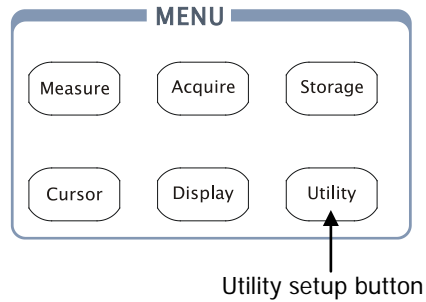 MENU
Measure Acquire Storage
Cursor Display Utility
Utility setup button